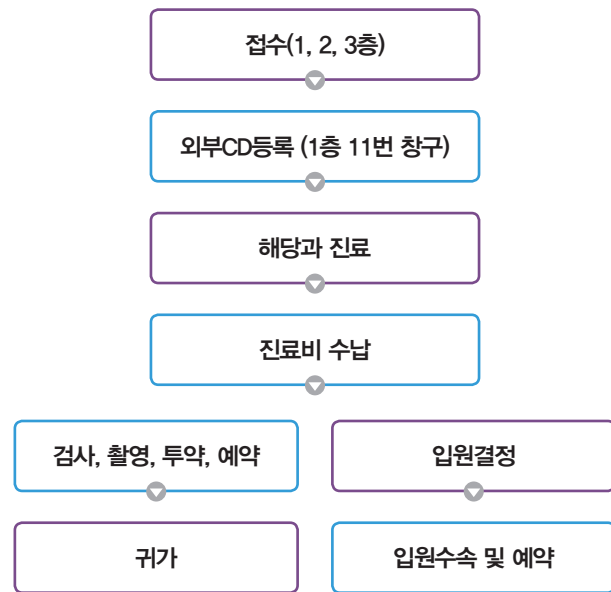 접수(1, 2, 3층)
외부CD등록 (1층 11번 창구)
해당과 진료
진료비 수납
검사, 촬영, 투약, 예약
입원결정
귀가
입원수속 및 예약